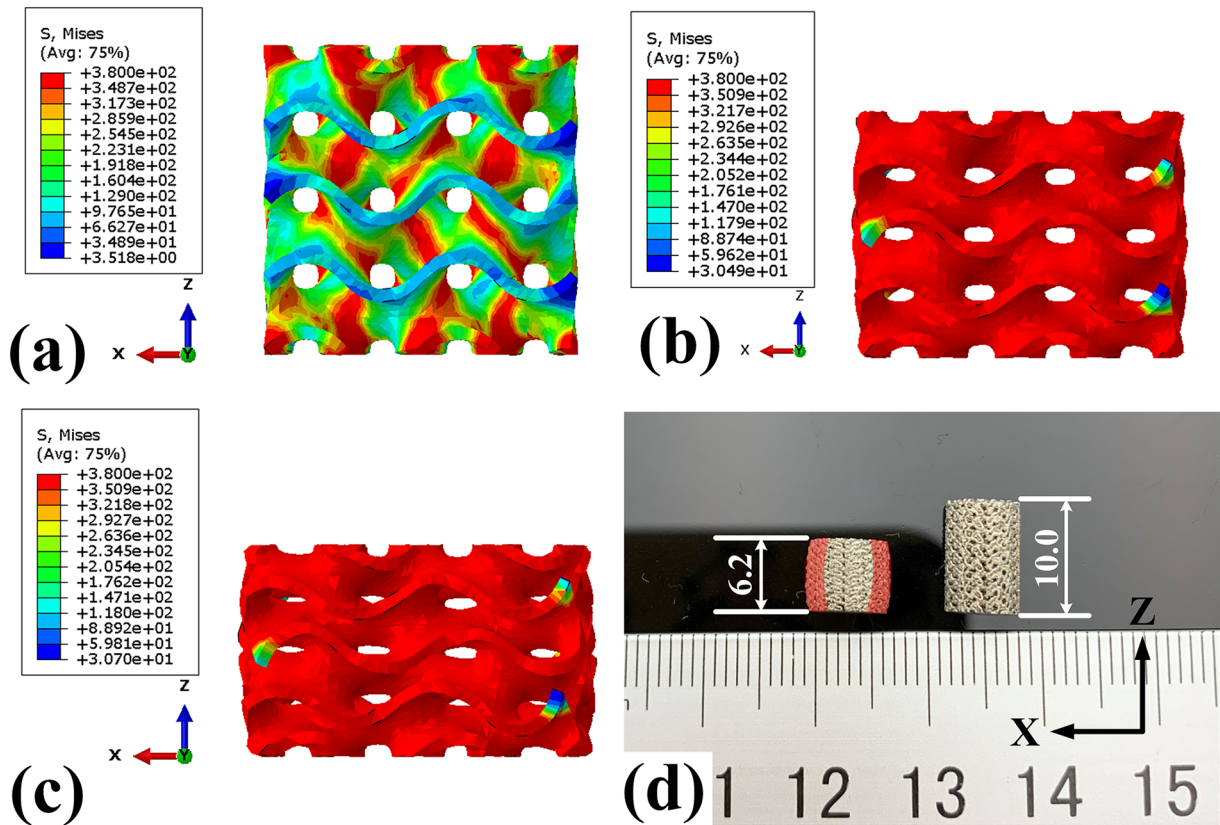 S, Mises
(Avg: 75%)
+3.800e+02
+3.487e+02
+3.173e+02
+2.859e+02
+2.545e+02
+2.231e+02
+1.918e+02
+1.604e+02
+1.290e+02
+9.765e+01
+6.627e+01
+3.489e+01
+3.518e+00
Z
X
Y
(a)
S, Mises
(Avg: 75%)
+3.800e+02
+3.509e+02
+3.217e+02
+2.926e+02
+2.635e+02
+2.344e+02
+2.052e+02
+1.761e+02
+1.470e+02
+1.179e+02
+8.874e+01
+5.962e+01
+3.049e+01
Z
X
Y
(b)
S, Mises
(Avg: 75%)
+3.800e+02
+3.509e+02
+3.218e+02
+2.927e+02
+2.636e+02
+2.345e+02
+2.054e+02
+1.762e+02
+1.471e+02
+1.180e+02
+8.892e+01
+5.981e+01
+3.070e+01
Z
X
Y
(c)
6.2
10.0
Z
X
1 12 13 14 15
(d)